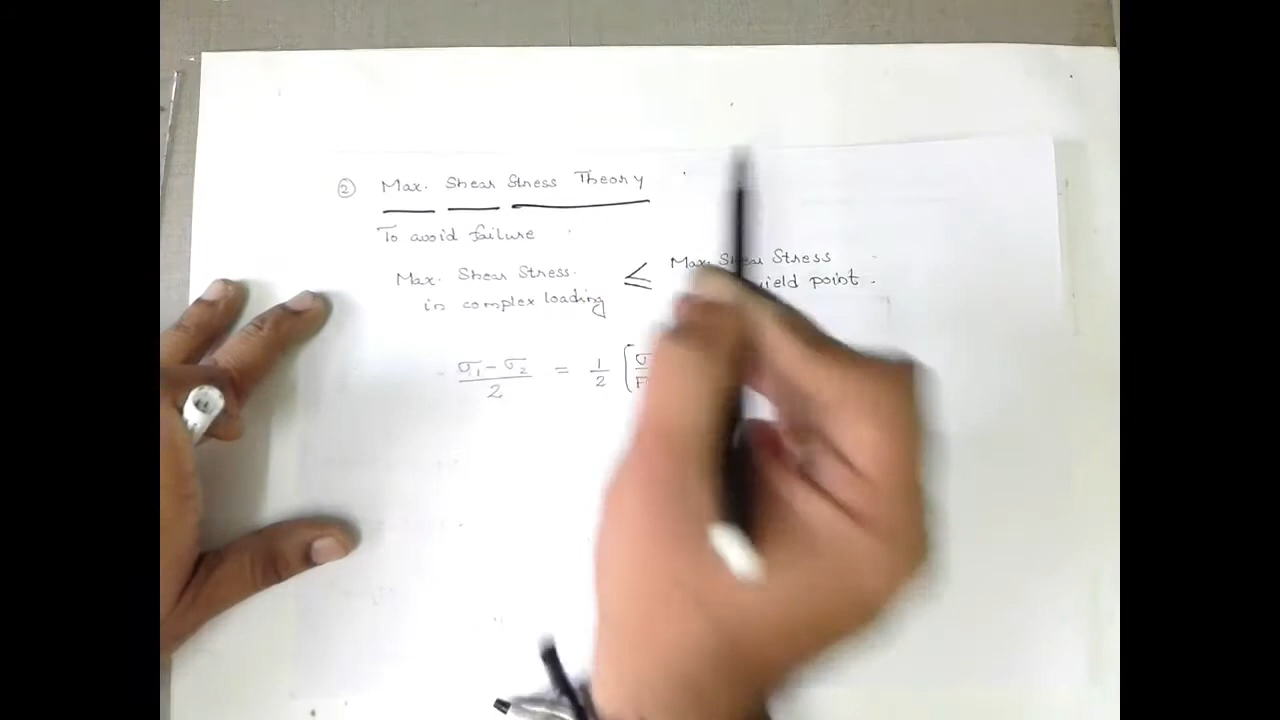 ② Max. Shear Stress Theory
To avoid failure
Max. Shear Stress. ≤ Max. Shear Stress
in complex loading yield point.
σ₁ - σ₂ / 2 = 1/2 [σ